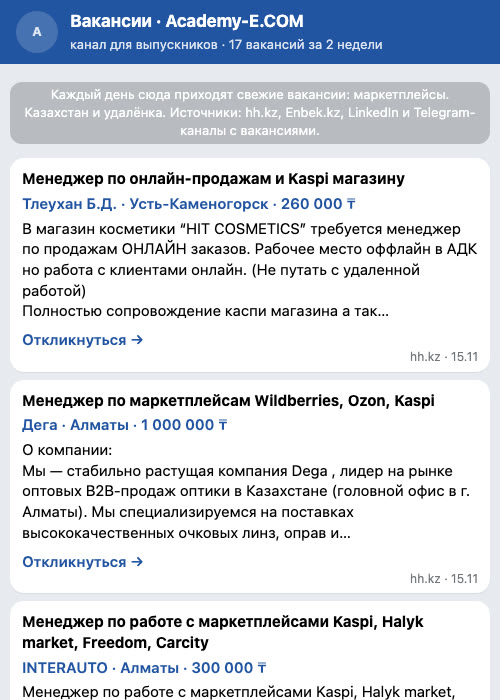 А
Вакансии · Academy-E.COM
канал для выпускников · 17 вакансий за 2 недели
Каждый день сюда приходят свежие вакансии: маркетплейсы.
Казахстан и удалёнка. Источники: hh.kz, Enbek.kz, LinkedIn и Telegram-
каналы с вакансиями.
Менеджер по онлайн-продажам и Kaspi магазину
Тлеухан Б.Д. · Усть-Каменогорск · 260 000 ₸
В магазин косметики “HIT COSMETICS” требуется менеджер
по продажам ОНЛАЙН заказов. Рабочее место оффлайн в АДК
но работа с клиентами онлайн. (Не путать с удаленной
работой)
Полностью сопровождение каспи магазина а так...
Откликнуться →
hh.kz · 15.11
Менеджер по маркетплейсам Wildberries, Ozon, Kaspi
Дега · Алматы · 1 000 000 ₸
О компании:
Мы — стабильно растущая компания Dega , лидер на рынке
оптовых B2B-продаж оптики в Казахстане (головной офис в г.
Алматы). Мы специализируемся на поставках
высококачественных очковых линз, оправ и...
Откликнуться →
hh.kz · 15.11
Менеджер по работе с маркетплейсами Kaspi, Halyk
market, Freedom, Carcity
INTERAUTO · Алматы · 300 000 ₸
Менеджер по работе с маркетплейсами Kaspi, Halyk market,